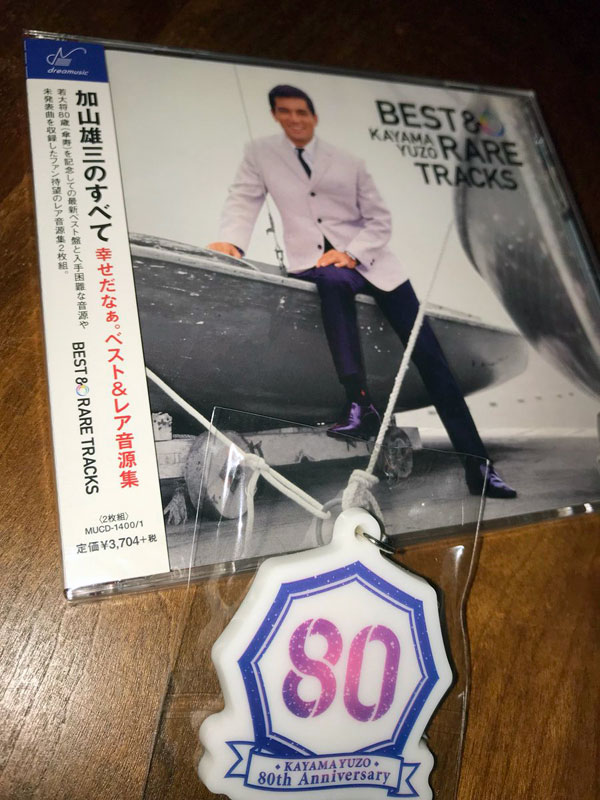 dreamusic
加山雄三のすべて
幸せだなぁ。ベスト&レア音源集
若大将80歳(傘寿)を記念しての最新ベスト盤と入手困難な音源や
未発表曲を収録したファン待望のレア音源集2枚組。
BEST & RARE TRACKS
〈2枚組〉
MUCD-1400/1
定価¥3,704+税
BEST &
KAYAMA
YUZO
RARE
TRACKS
80
KAYAMA YUZO
80th Anniversary